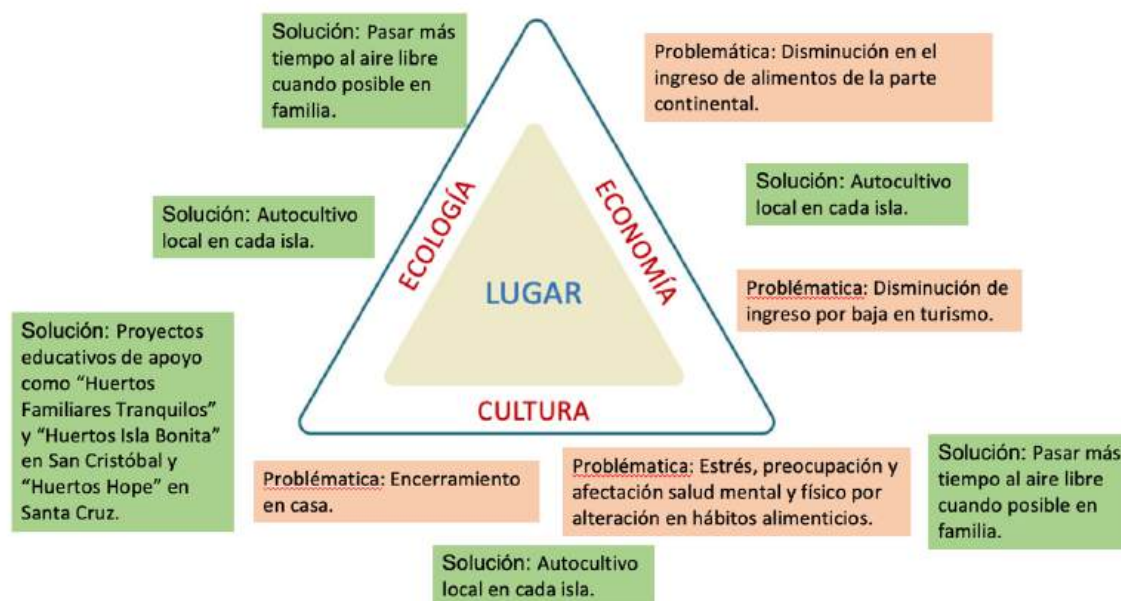 Solución: Pasar más
tiempo al aire libre
cuando posible en
familia.
Problemática: Disminución en el
ingreso de alimentos de la parte
continental.
Solución: Autocultivo
local en cada isla.
Solución: Autocultivo
local en cada isla.
ECOLOGÍA
ECONOMÍA
LUGAR
CULTURA
Problématica: Disminución de
ingreso por baja en turismo.
Solución: Proyectos
educativos de apoyo
como “Huertos
Familiares Tranquilos”
y “Huertos Isla Bonita”
en San Cristóbal y
“Huertos Hope” en
Santa Cruz.
Problématica: Encerramiento
en casa.
Problématica: Estrés, preocupación y
afectación salud mental y físico por
alteración en hábitos alimenticios.
Solución: Pasar más
tiempo al aire libre
cuando posible en
familia.
Solución: Autocultivo
local en cada isla.